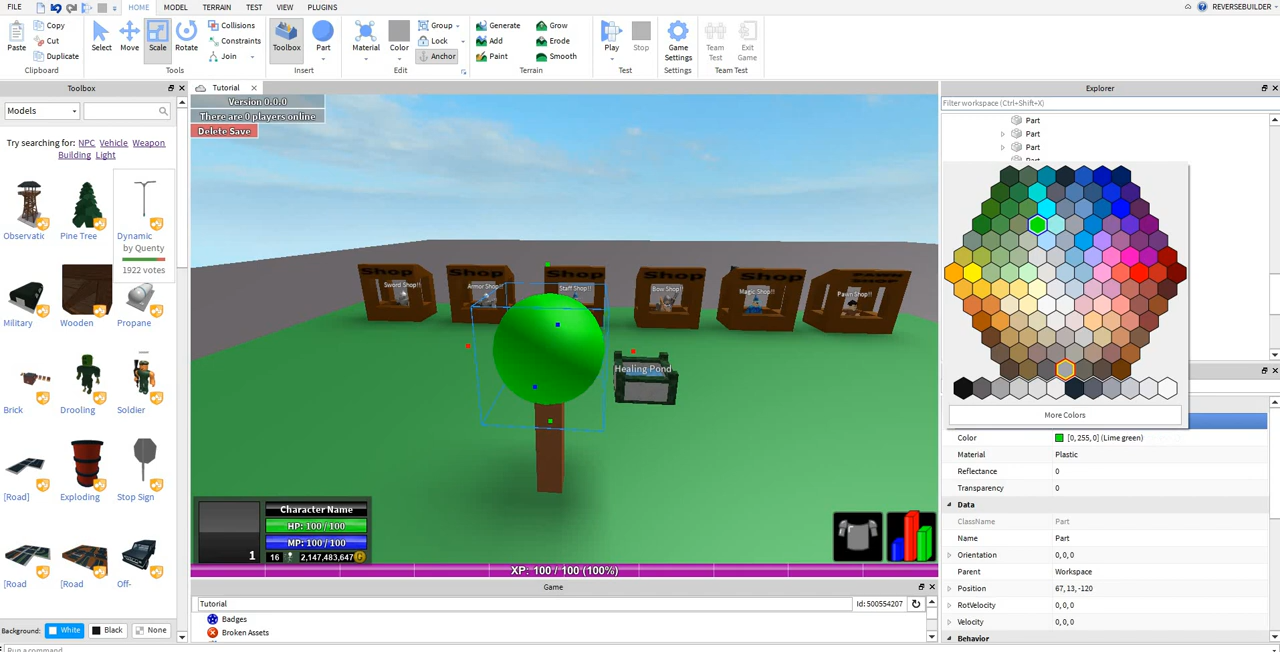 FILE HOME MODEL TERRAIN TEST VIEW PLUGINS REVERSEBUILDER
Copy Collisions Group Generate Grow
Cut Constraints Lock Add Erode
Duplicate Join Anchor Paint Smooth
Paste Select Move Scale Rotate Toolbox Part Material Color Play Stop Game Settings Team Test Exit Game
Clipboard Tools Insert Edit Terrain Test Settings Team Test
Toolbox
Models
Try searching for: NPC Vehicle Weapon
Building Light
Observatk Pine Tree Dynamic
by Quenty
1922 votes
Military Wooden Propane
Brick Drooling Soldier
[Road] Exploding Stop Sign
[Road [Road Off-
Background: White Black None
Run a command
Tutorial
Version 0.0.0
There are 0 players online
Delete Save
Shop Shop Shop Shop Shop PAWN SHOP
Sword Shop!! Armor Shop!! Staff Shop!! Bow Shop!! Magic Shop!! Pawn Shop!!
Healing Pond
Character Name
HP: 100 / 100
MP: 100 / 100
1 16 2,147,483,647
XP: 100 / 100 (100%)
Game
Tutorial Id:500554207
Badges
Broken Assets
Explorer
Filter workspace (Ctrl+Shift+X)
Part
Part
Part
Part
More Colors
Color [0, 255, 0] (Lime green)
Material Plastic
Reflectance 0
Transparency 0
Data
ClassName Part
Name Part
Orientation 0, 0, 0
Parent Workspace
Position 67, 13, -120
RotVelocity 0, 0, 0
Velocity 0, 0, 0
Behavior